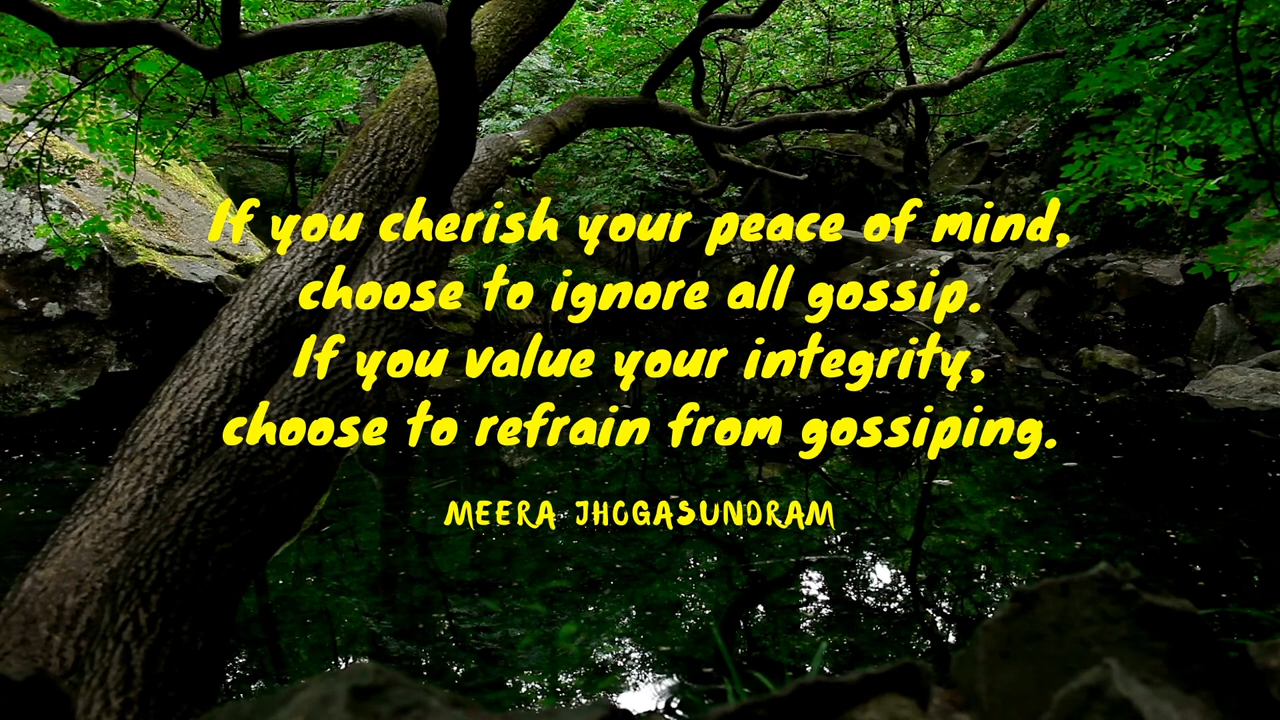 If you cherish your peace of mind,
choose to ignore all gossip.
If you value your integrity,
choose to refrain from gossiping.
MEERA JHOGASUNDRAM